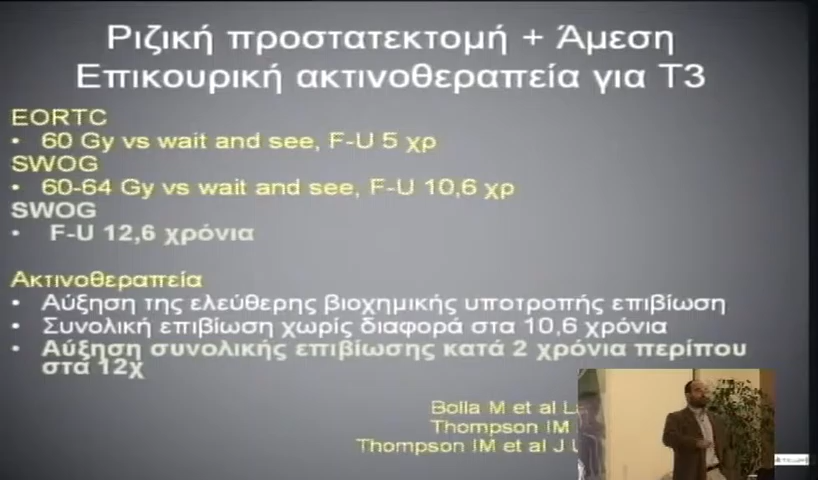 Ριζική προστατεκτομή + Άμεση
Επικουρική ακτινοθεραπεία για Τ3
EORTC
• 60 Gy vs wait and see, F-U 5 χρ
SWOG
• 60-64 Gy vs wait and see, F-U 10,6 χρ
SWOG
• F-U 12,6 χρόνια
Ακτινοθεραπεία
• Αύξηση της ελεύθερης βιοχημικής υποτροπής επιβίωση
• Συνολική επιβίωση χωρίς διαφορά στα 10,6 χρόνια
• Αύξηση συνολικής επιβίωσης κατά 2 χρόνια περίπου
στα 12χ
Bolla M et al
Thompson IM
Thompson IM et al J